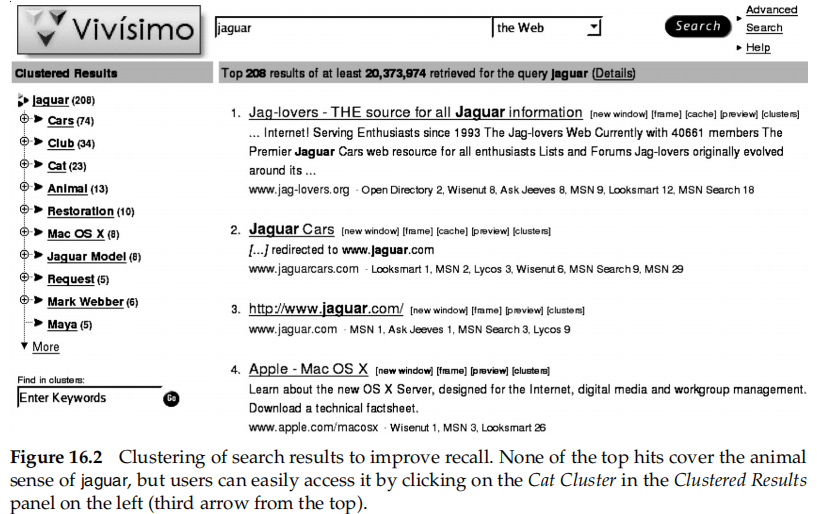 Vivísimo
jaguar
the Web
Search
Advanced
Search
Help
Clustered Results
Top 208 results of at least 20,373,974 retrieved for the query jaguar (Details)
jaguar (208)
Cars (74)
Club (34)
Cat (23)
Animal (13)
Restoration (10)
Mac OS X (8)
Jaguar Model (8)
Request (5)
Mark Webber (6)
Maya (5)
More
Find in clusters:
Enter Keywords
Go
1. Jag-lovers - THE source for all Jaguar information [new window] [frame] [cache] [preview] [clusters]
... Internet! Serving Enthusiasts since 1993 The Jag-lovers Web Currently with 40661 members The
Premier Jaguar Cars web resource for all enthusiasts Lists and Forums Jag-lovers originally evolved
around its ...
www.jag-lovers.org - Open Directory 2, Wisenut 8, Ask Jeeves 8, MSN 9, Looksmart 12, MSN Search 18
2. Jaguar Cars [new window] [frame] [cache] [preview] [clusters]
[...] redirected to www.jaguar.com
www.jaguarcars.com - Looksmart 1, MSN 2, Lycos 3, Wisenut 6, MSN Search 9, MSN 29
3. http://www.jaguar.com/ [new window] [frame] [preview] [clusters]
www.jaguar.com - MSN 1, Ask Jeeves 1, MSN Search 3, Lycos 9
4. Apple - Mac OS X [new window] [frame] [preview] [clusters]
Learn about the new OS X Server, designed for the Internet, digital media and workgroup management.
Download a technical factsheet.
www.apple.com/macosx - Wisenut 1, MSN 3, Looksmart 26
Figure 16.2 Clustering of search results to improve recall. None of the top hits cover the animal
sense of jaguar, but users can easily access it by clicking on the Cat Cluster in the Clustered Results
panel on the left (third arrow from the top).